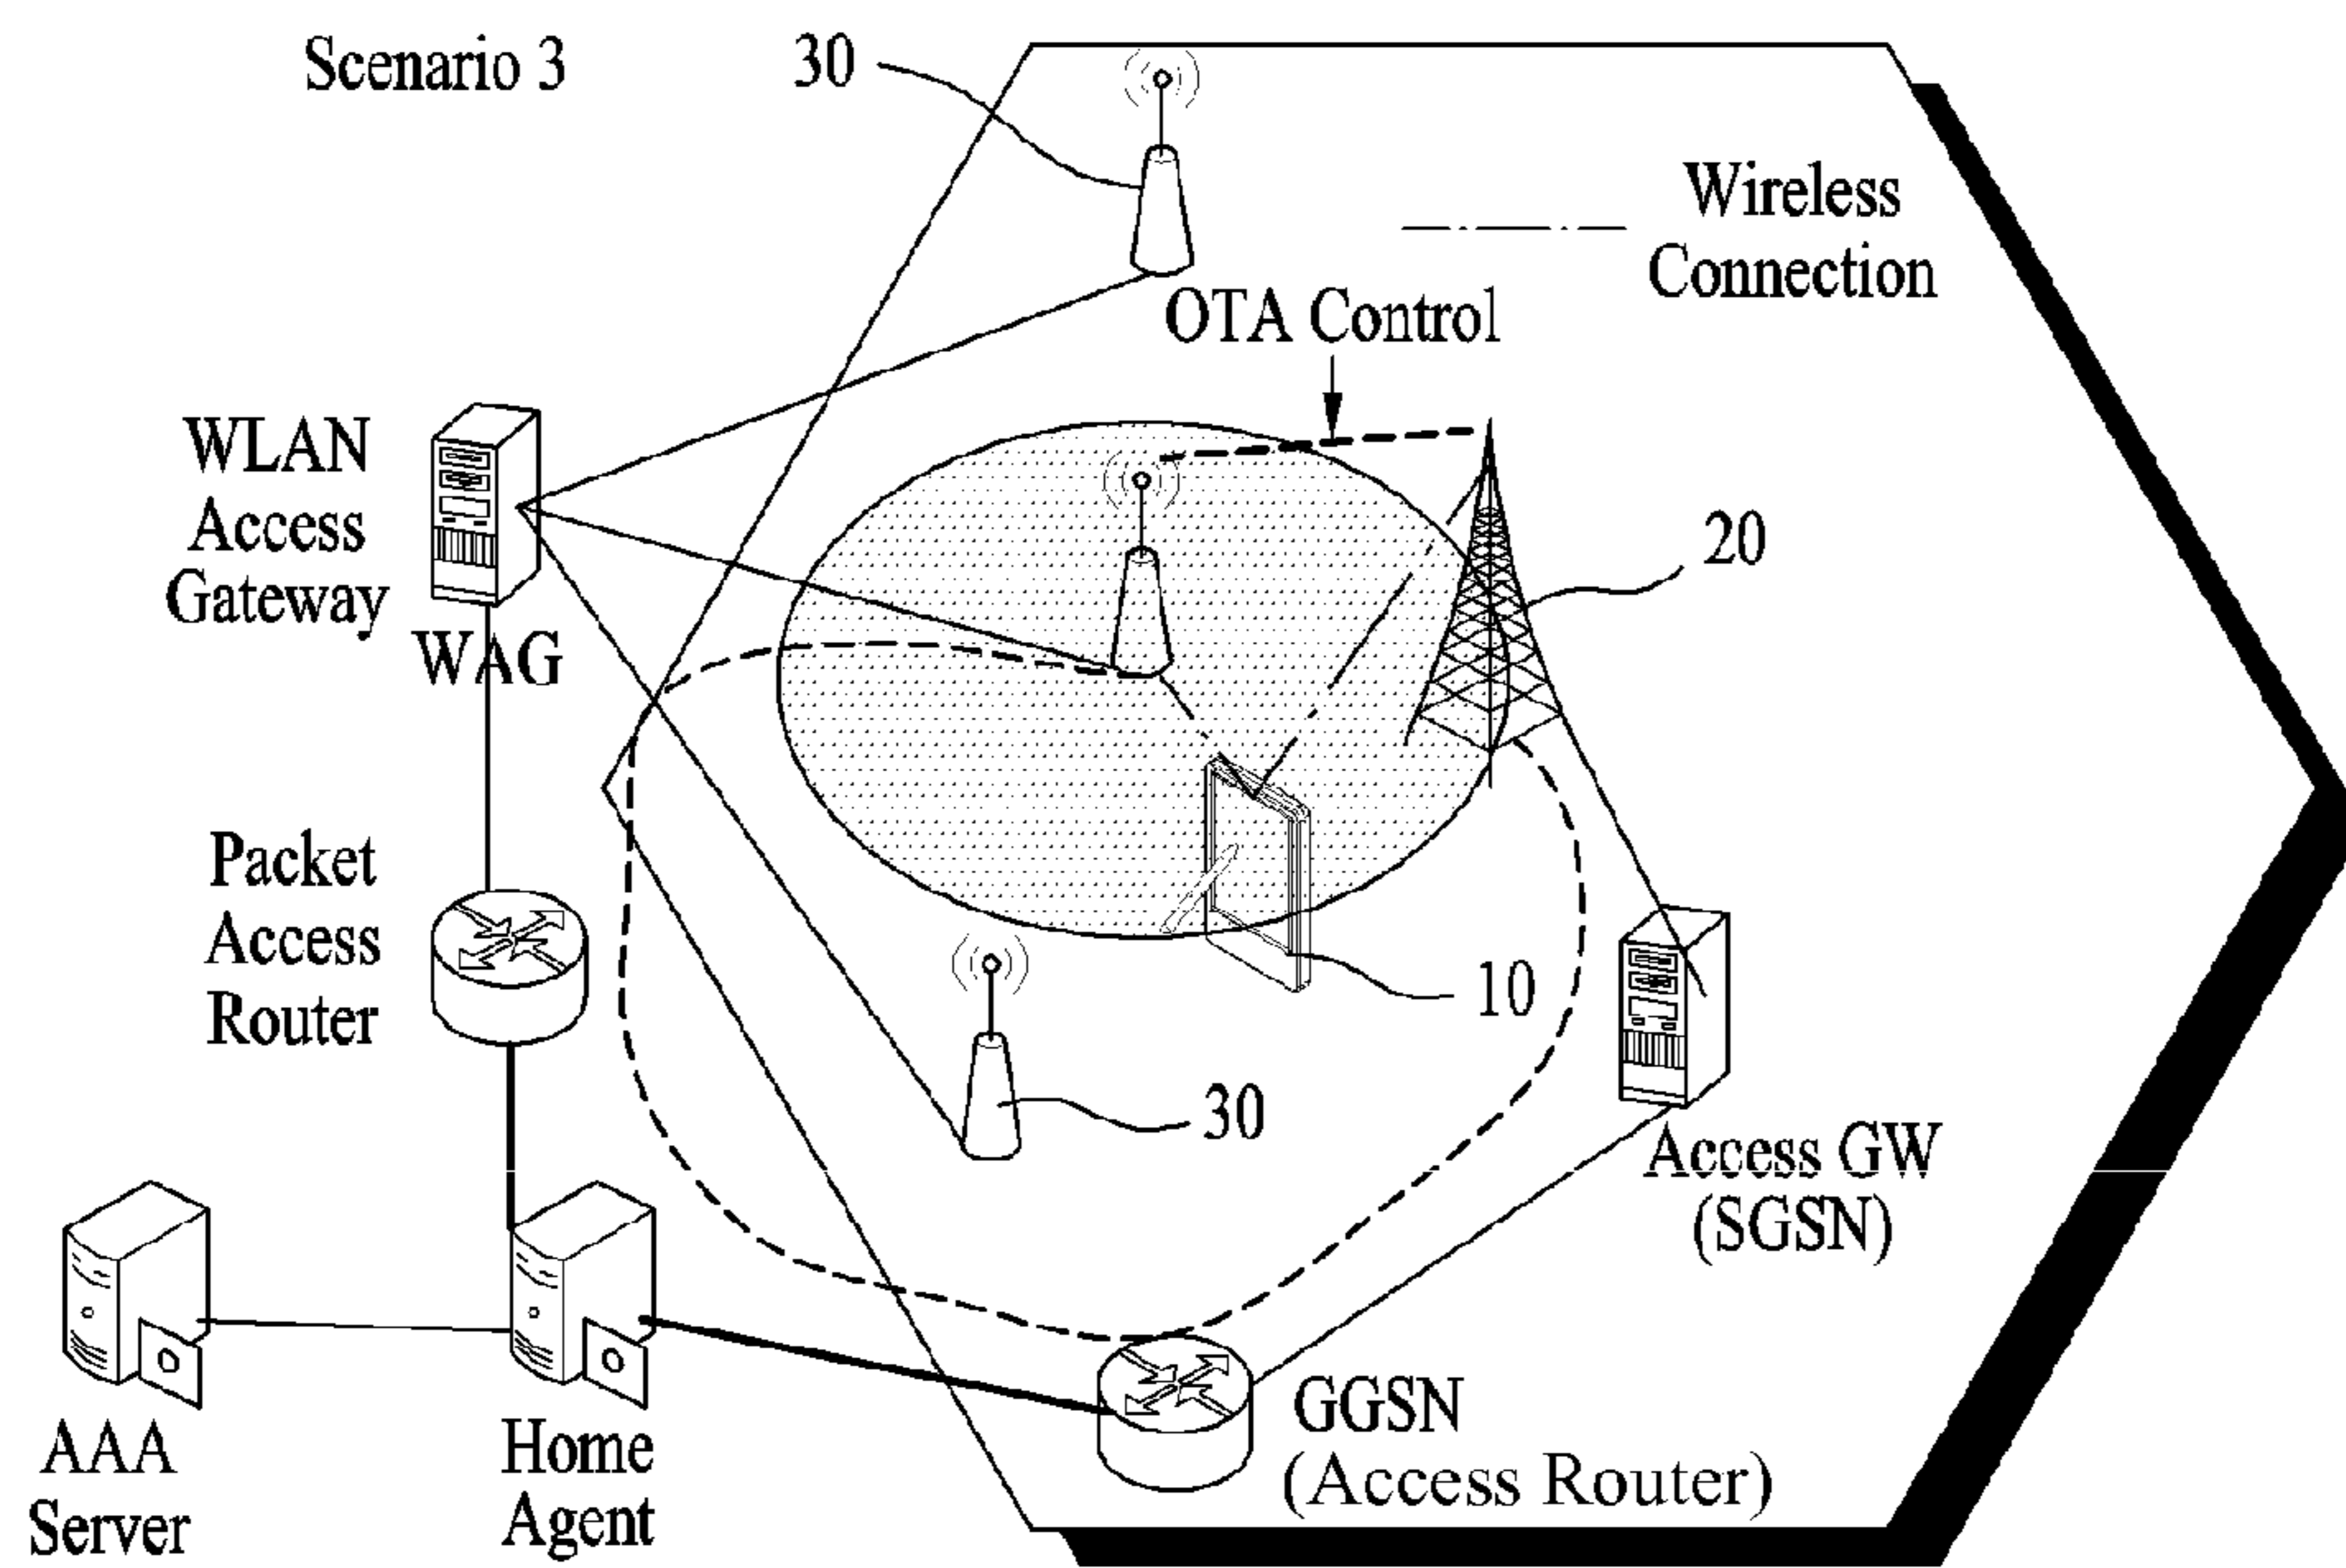 Scenario 3
30
Wireless
Connection
OTA Control
WLAN
Access
Gateway
WAG
20
Packet
Access
Router
10
30
Access GW
(SGSN)
GGSN
(Access Router)
AAA
Server
Home
Agent